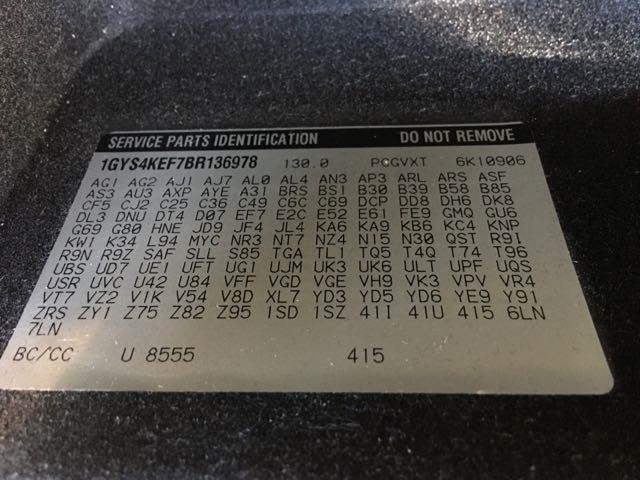 SERVICE PARTS IDENTIFICATION DO NOT REMOVE
1GYS4KEF7BR136978 130.0 PCGVXT 6K10906
AG1 AG2 AJ1 AJ7 AL0 AL4 AN3 AP3 ARL ARS ASF
AS3 AU3 AXP AYE A31 BRS BS1 B30 B39 B58 B85
CF5 CJ2 C25 C36 C49 C6C C69 DCP DD8 DH6 DK8
DL3 DNU DT4 D07 EF7 E2C E52 E61 FE9 GMQ GU6
G69 G80 HNE JD9 JF4 JL4 KA6 KA9 KB6 KC4 KNP
KW1 K34 L94 MYC NR3 NT7 NZ4 N15 N30 QST R9I
R9N R9Z SAF SLL S85 TGA TL1 TQ5 T4Q T74 T96
UBS UD7 UE1 UFT UG1 UJM UK3 UK6 ULT UPF UQS
USR UVC U42 U84 VFF VGD VGE VH9 VK3 VPV VR4
VT7 VZ2 V1K V54 V8D XL7 YD3 YD5 YD6 YE9 Y91
ZRS ZY1 Z75 Z82 Z95 1SD 1SZ 41I 41U 415 6LN
7LN
BC/CC U 8555 415